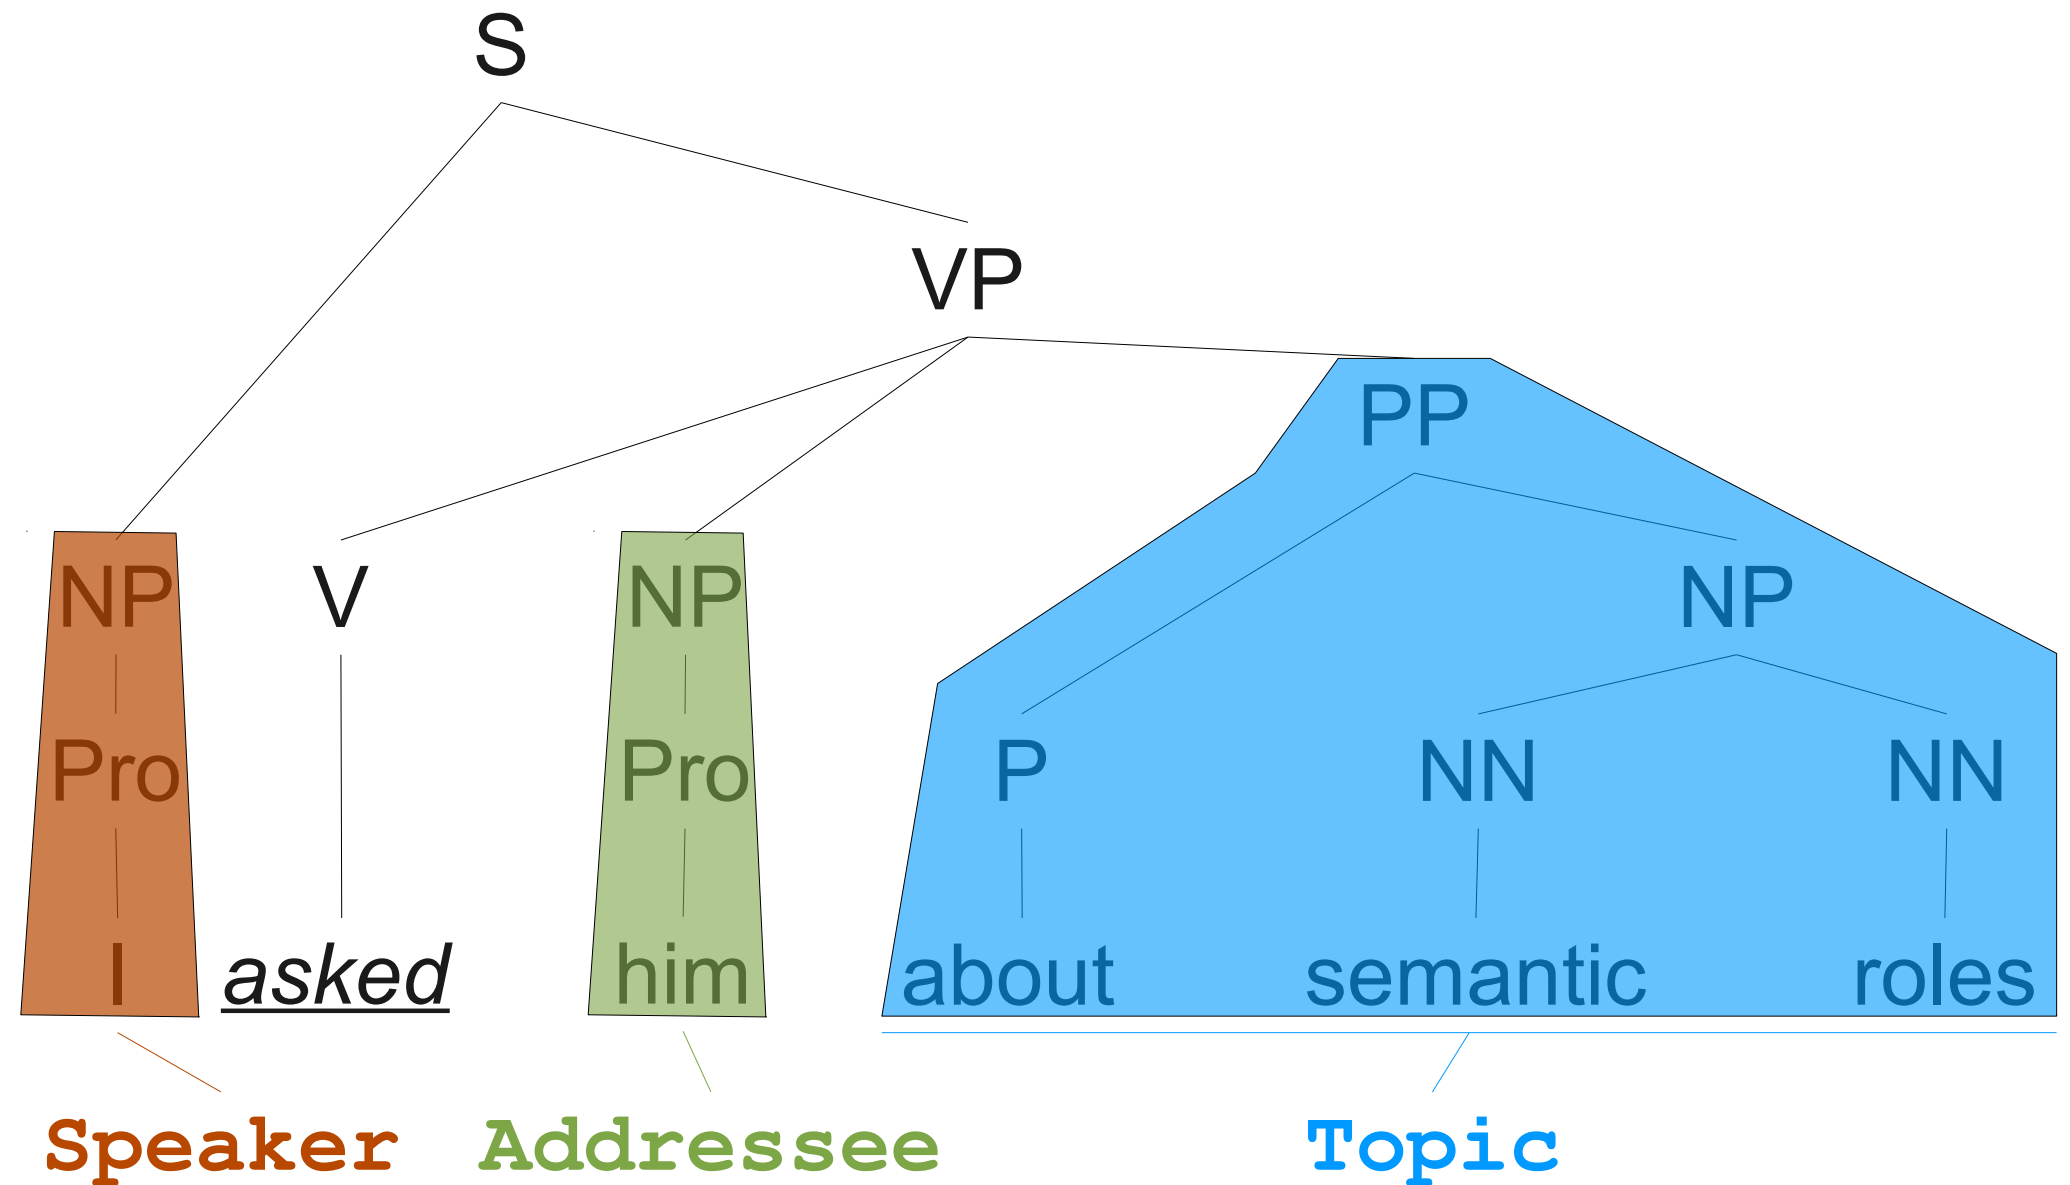 S
VP
PP
NP V NP NP
Pro Pro P NN NN
I asked him about semantic roles
Speaker Addressee Topic